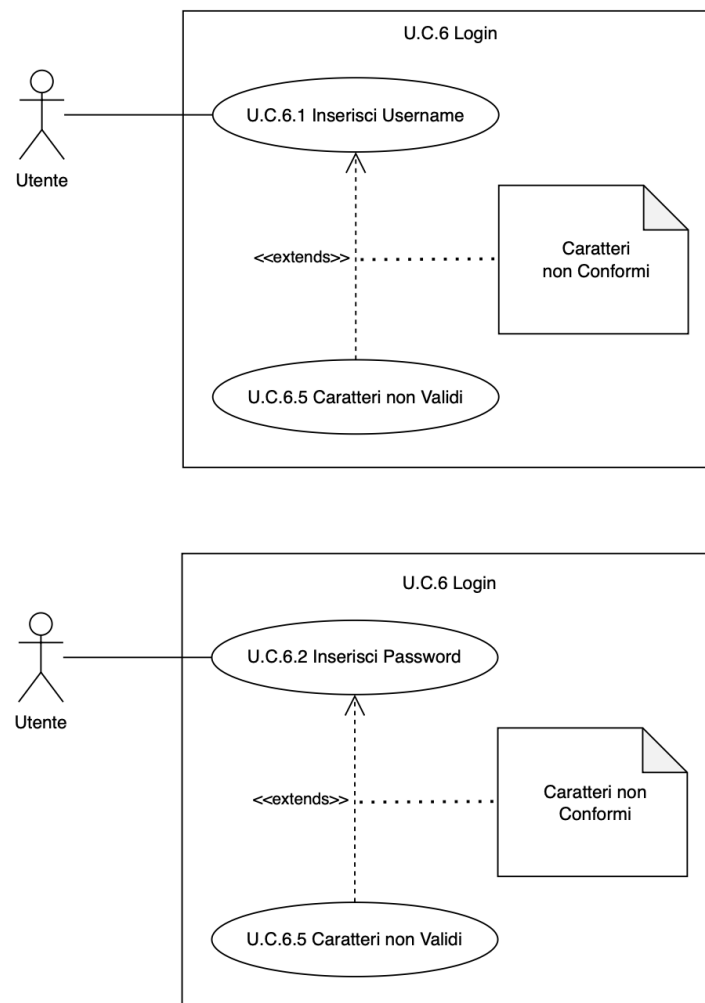 U.C.6 Login
U.C.6.1 Inserisci Username
Utente
Caratteri
non Conformi
<<extends>>
U.C.6.5 Caratteri non Validi
U.C.6 Login
U.C.6.2 Inserisci Password
Utente
Caratteri non
Conformi
<<extends>>
U.C.6.5 Caratteri non Validi